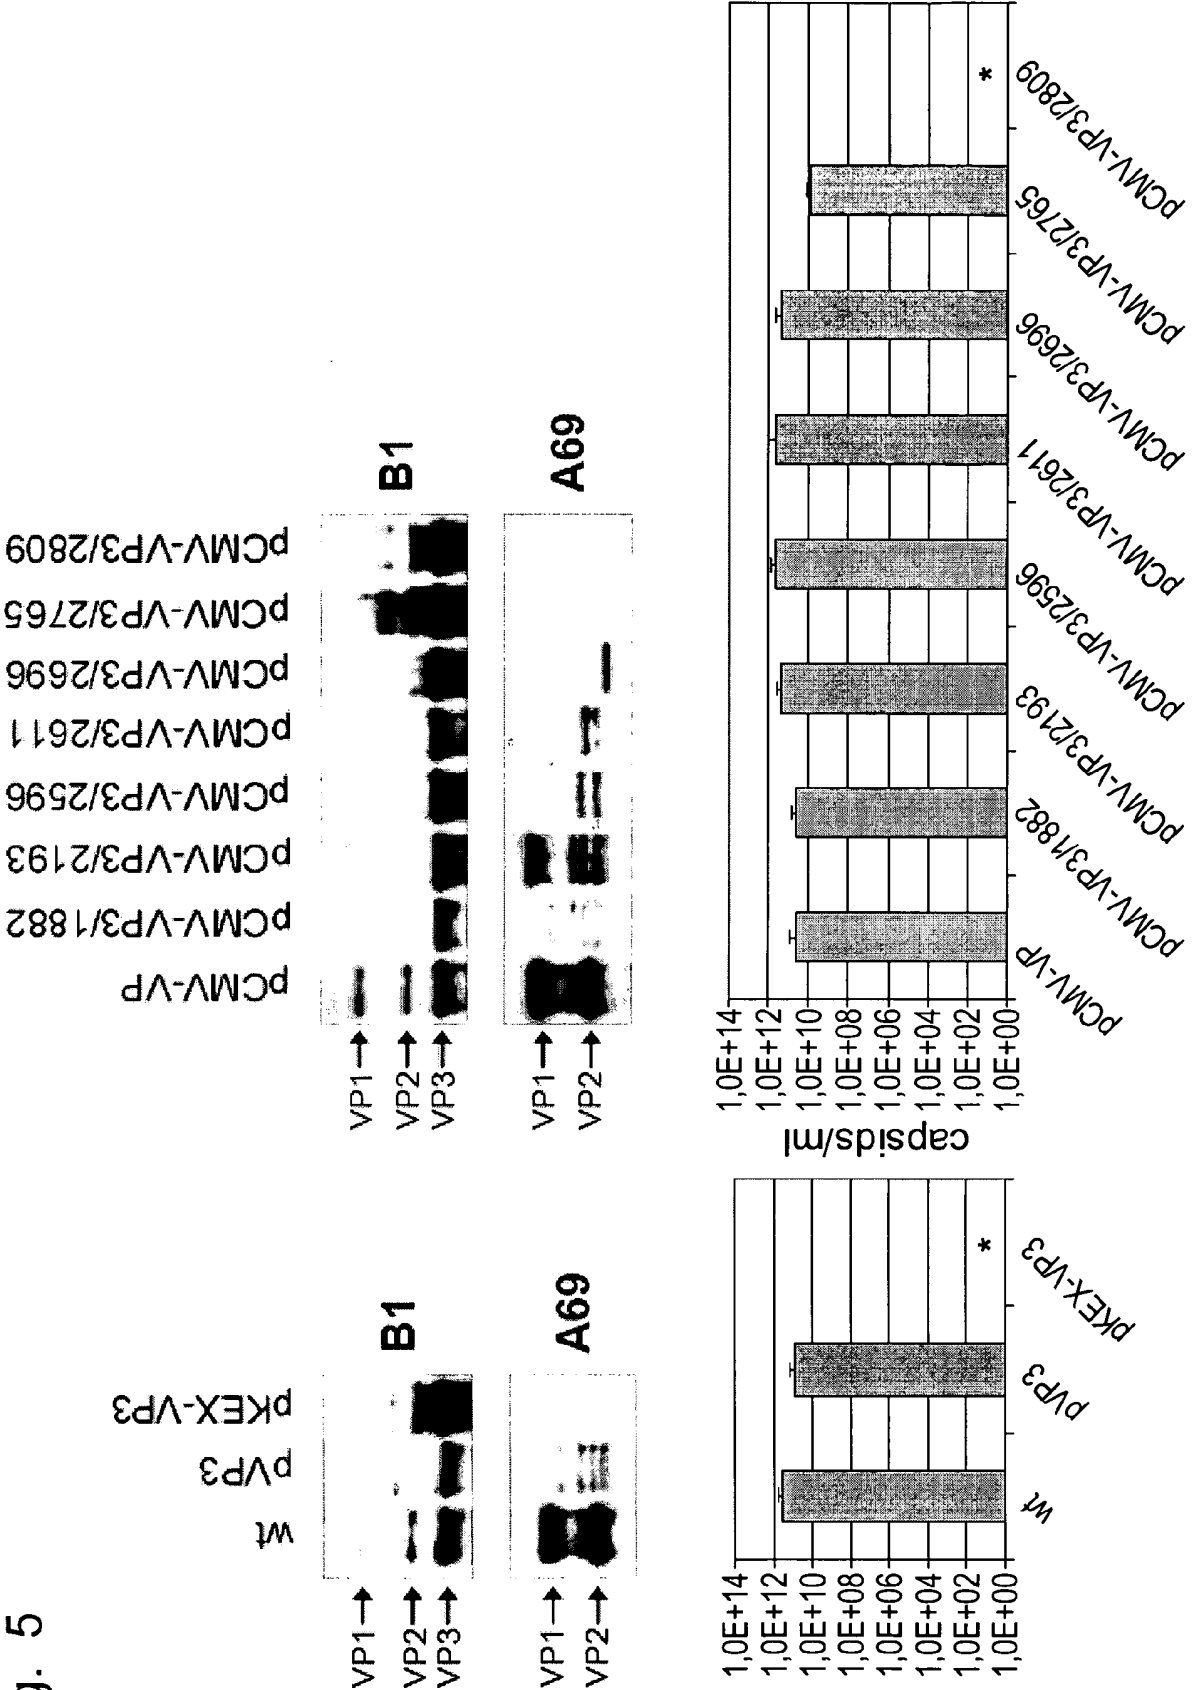 g. 5
wt
pVP3
pKEX-VP3
VP1→
VP2→
VP3→
B1
VP1→
VP2→
A69
pCMV-VP
pCMV-VP3/1882
pCMV-VP3/2193
pCMV-VP3/2596
pCMV-VP3/2611
pCMV-VP3/2696
pCMV-VP3/2765
pCMV-VP3/2809
VP1→
VP2→
VP3→
B1
VP1→
VP2→
A69
1,0E+14
1,0E+12
1,0E+10
1,0E+08
1,0E+06
1,0E+04
1,0E+02
1,0E+00
*
wt
pVP3
pKEX-VP3
capsids/ml
1,0E+14
1,0E+12
1,0E+10
1,0E+08
1,0E+06
1,0E+04
1,0E+02
1,0E+00
*
pCMV-VP
pCMV-VP3/1882
pCMV-VP3/2193
pCMV-VP3/2596
pCMV-VP3/2611
pCMV-VP3/2696
pCMV-VP3/2765
pCMV-VP3/2809